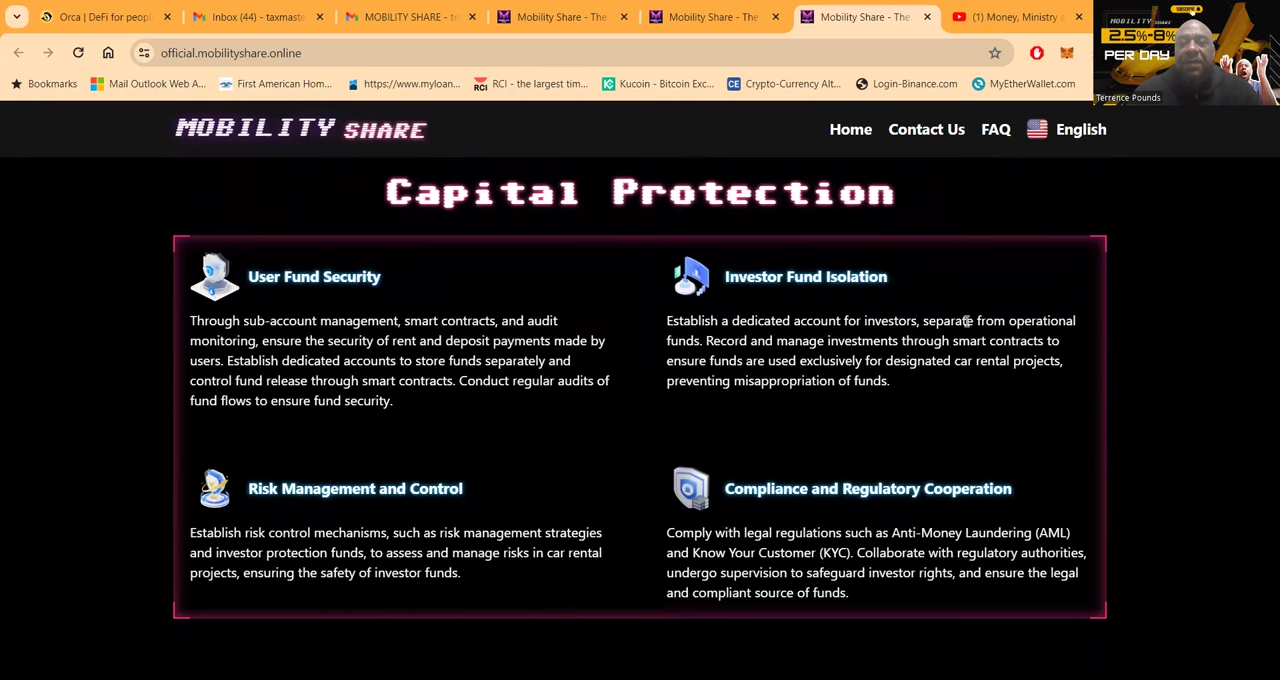 Orca | DeFi for peopl
Inbox (44) - taxmaste
MOBILITY SHARE - te
Mobility Share - The
Mobility Share - The
Mobility Share - The
(1) Money, Ministry a
official.mobilityshare.online
Bookmarks
Mail Outlook Web A...
First American Hom...
https://www.myloan...
RCI
RCI - the largest tim...
Kucoin - Bitcoin Exc...
CE
Crypto-Currency Alt...
Login-Binance.com
MyEtherWallet.com
SUBSCRIBE
MOBILITY SHARE
2.5%-8%
PER DAY
Terrence Pounds
MOBILITY SHARE
Home
Contact Us
FAQ
English
Capital Protection
User Fund Security
Through sub-account management, smart contracts, and audit
monitoring, ensure the security of rent and deposit payments made by
users. Establish dedicated accounts to store funds separately and
control fund release through smart contracts. Conduct regular audits of
fund flows to ensure fund security.
Investor Fund Isolation
Establish a dedicated account for investors, separate from operational
funds. Record and manage investments through smart contracts to
ensure funds are used exclusively for designated car rental projects,
preventing misappropriation of funds.
Risk Management and Control
Establish risk control mechanisms, such as risk management strategies
and investor protection funds, to assess and manage risks in car rental
projects, ensuring the safety of investor funds.
Compliance and Regulatory Cooperation
Comply with legal regulations such as Anti-Money Laundering (AML)
and Know Your Customer (KYC). Collaborate with regulatory authorities,
undergo supervision to safeguard investor rights, and ensure the legal
and compliant source of funds.